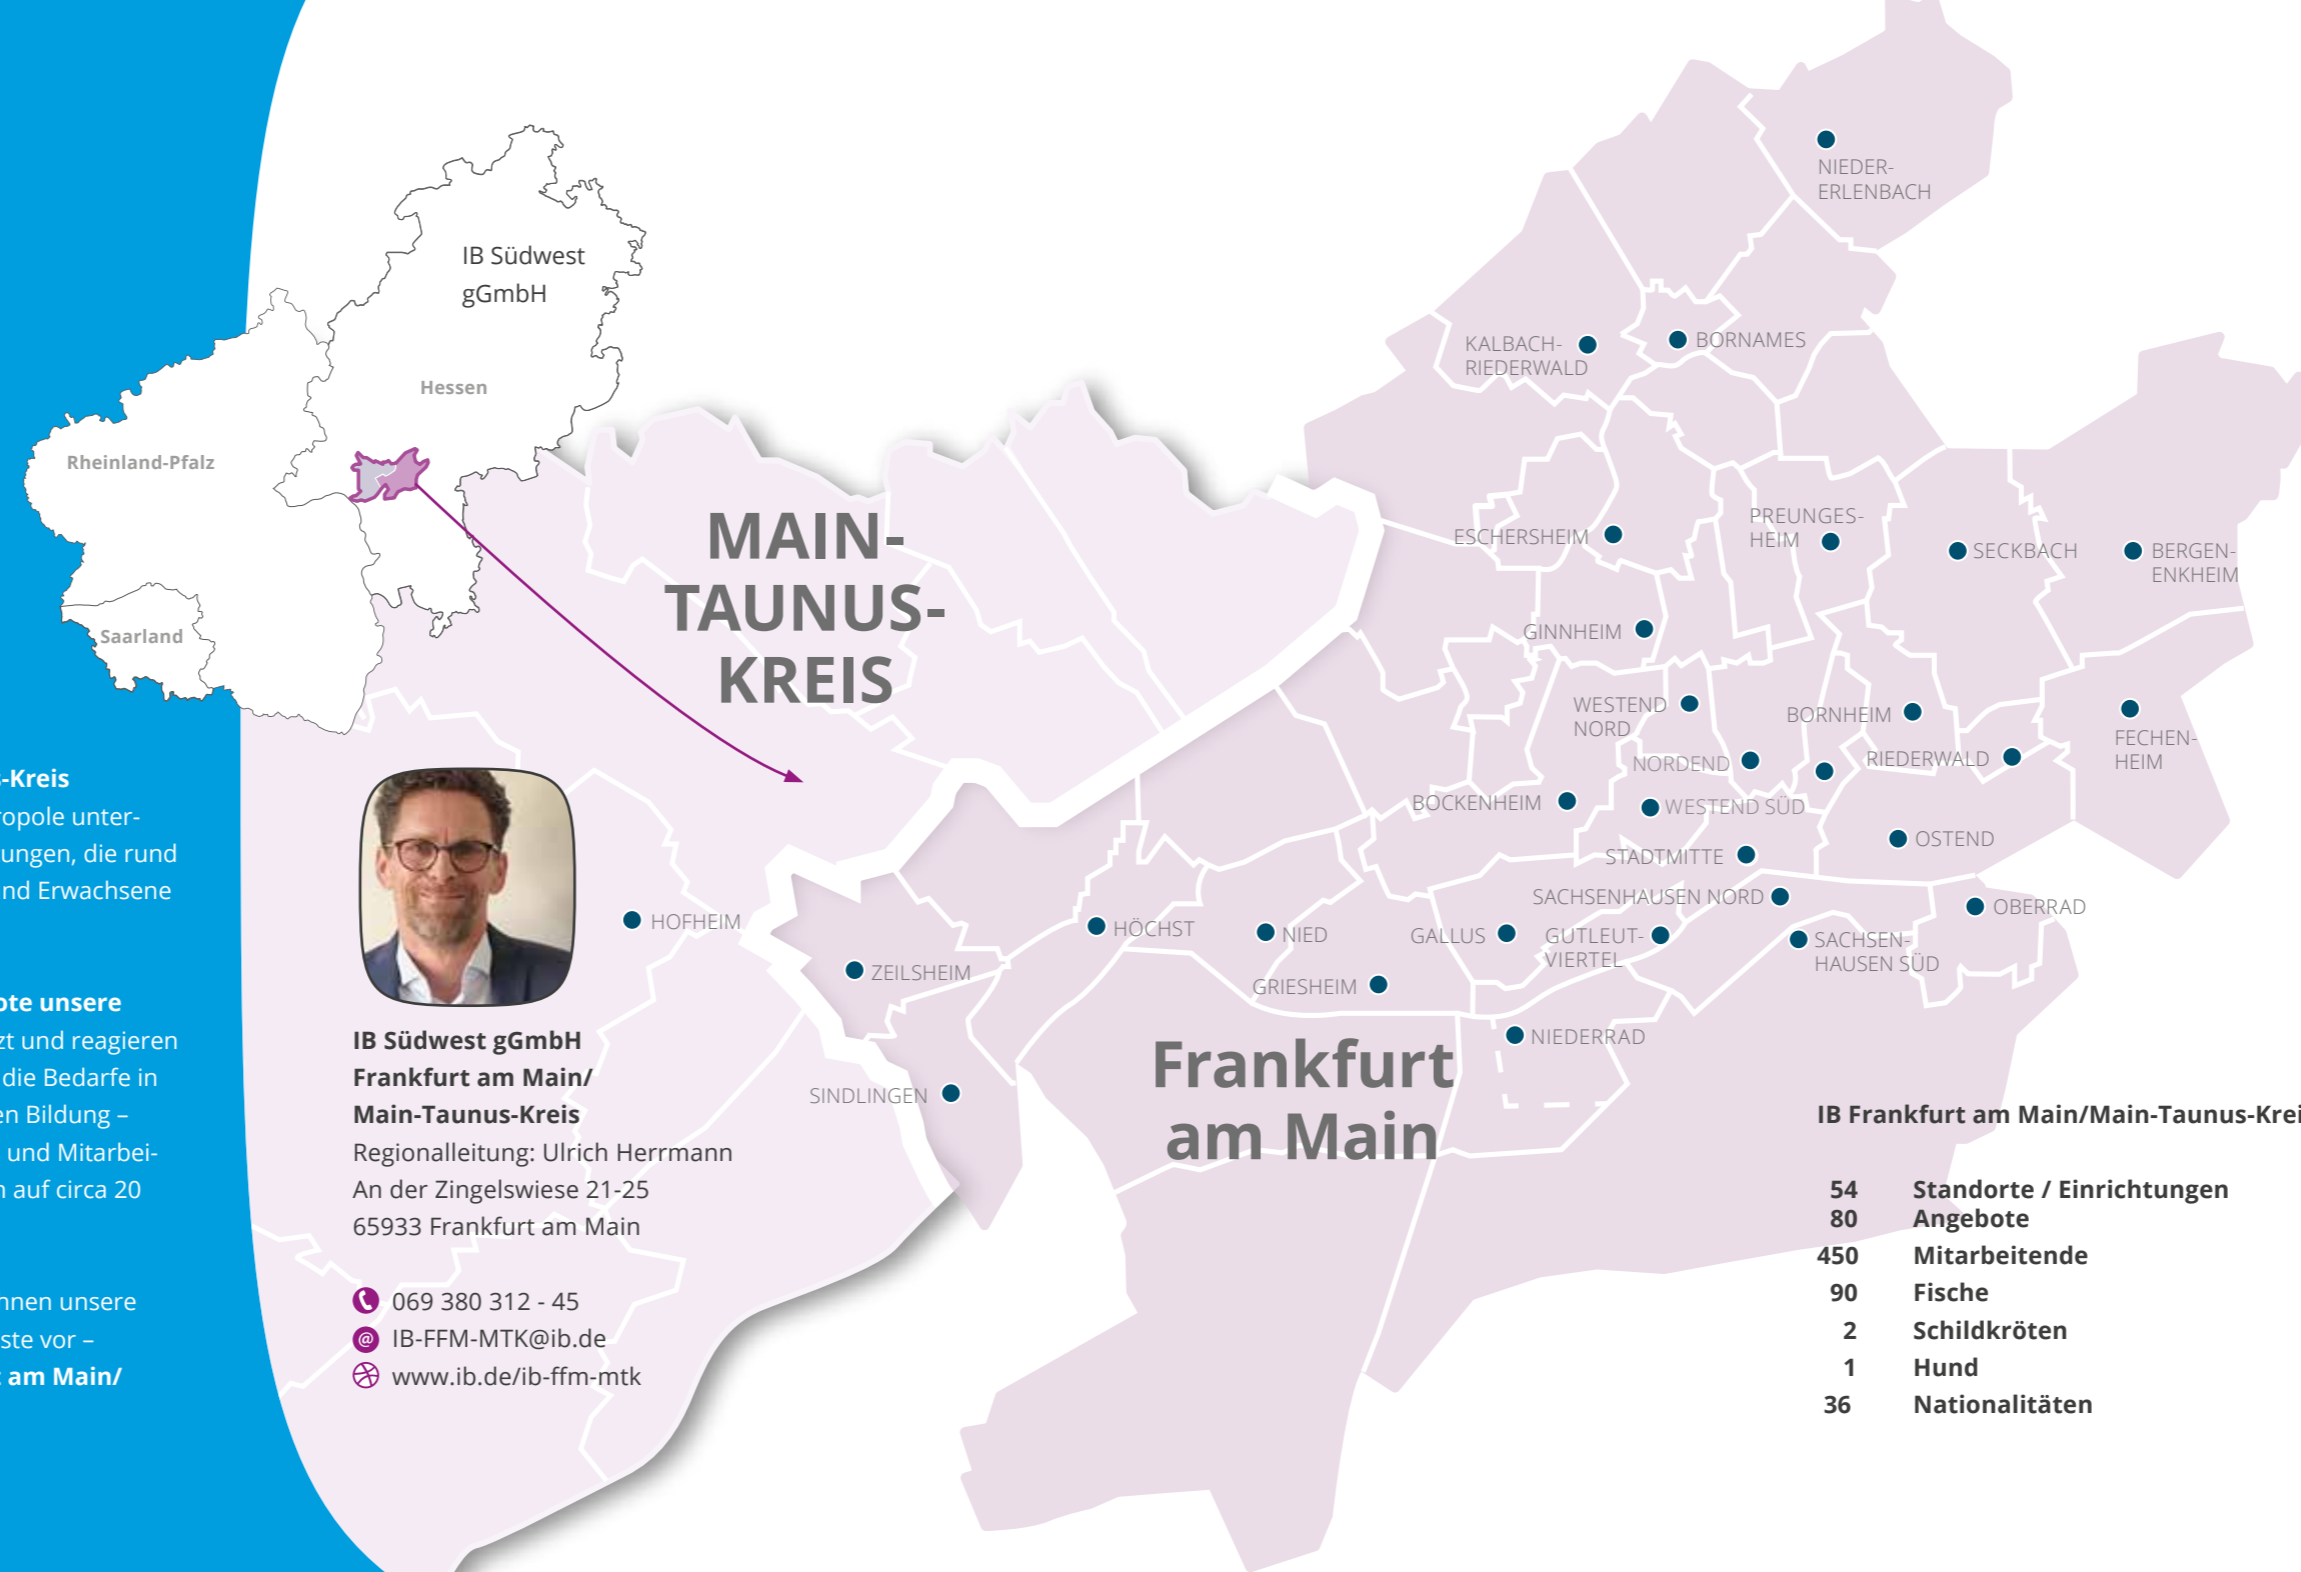 IB Südwest
gGmbH
Hessen
Rheinland-Pfalz
Saarland
MAIN-
TAUNUS-
KREIS
-Kreis
ropole unter-
ungen, die rund
nd Erwachsene
ote unsere
zt und reagieren
die Bedarfe in
en Bildung –
und Mitarbei-
n auf circa 20
nnen unsere
ste vor –
t am Main/
IB Südwest gGmbH
Frankfurt am Main/
Main-Taunus-Kreis
Regionalleitung: Ulrich Herrmann
An der Zingelswiese 21-25
65933 Frankfurt am Main
069 380 312 - 45
@ IB-FFM-MTK@ib.de
www.ib.de/ib-ffm-mtk
NIEDER-
ERLENBACH
KALBACH-
RIEDERWALD
BORNAMES
ESCHERSHEIM
PREUNGES-
HEIM
SECKBACH
BERGEN-
ENKHEIM
GINNHEIM
WESTEND
NORD
BORNHEIM
FECHEN-
HEIM
NORDEND
RIEDERWALD
BOCKENHEIM
WESTEND SÜD
OSTEND
STADTMITTE
SACHSENHAUSEN NORD
OBERRAD
HOFHEIM
HÖCHST
NIED
GALLUS
GUTLEUT-
VIERTEL
SACHSEN-
HAUSEN SÜD
ZEILSHEIM
GRIESHEIM
NIEDERRAD
SINDLINGEN
Frankfurt
am Main
IB Frankfurt am Main/Main-Taunus-Krei
54 Standorte / Einrichtungen
80 Angebote
450 Mitarbeitende
90 Fische
2 Schildkröten
1 Hund
36 Nationalitäten